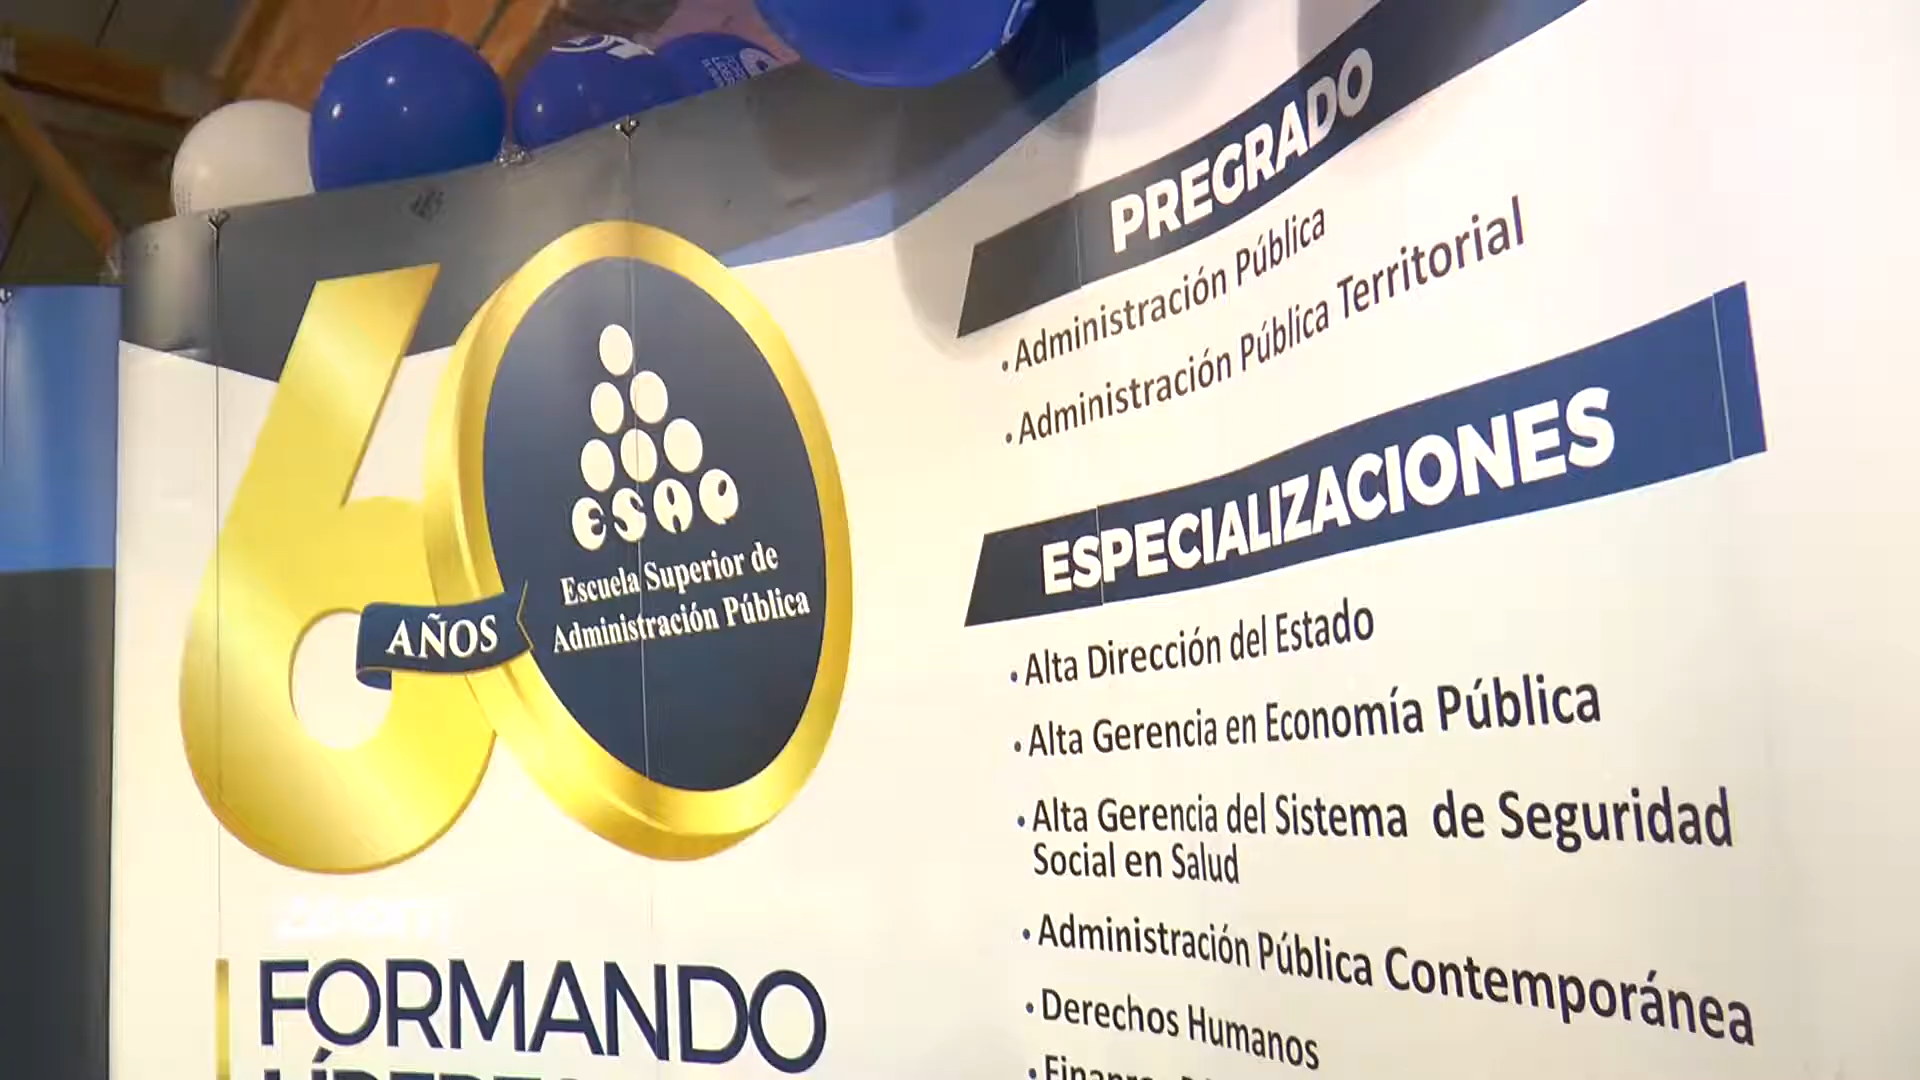 ESAP
Escuela Superior de
Administración Pública
AÑOS
60
FORMANDO
PREGRADO
• Administración Pública
• Administración Pública Territorial
ESPECIALIZACIONES
• Alta Dirección del Estado
• Alta Gerencia en Economía Pública
• Alta Gerencia del Sistema de Seguridad
Social en Salud
• Administración Pública Contemporánea
• Derechos Humanos